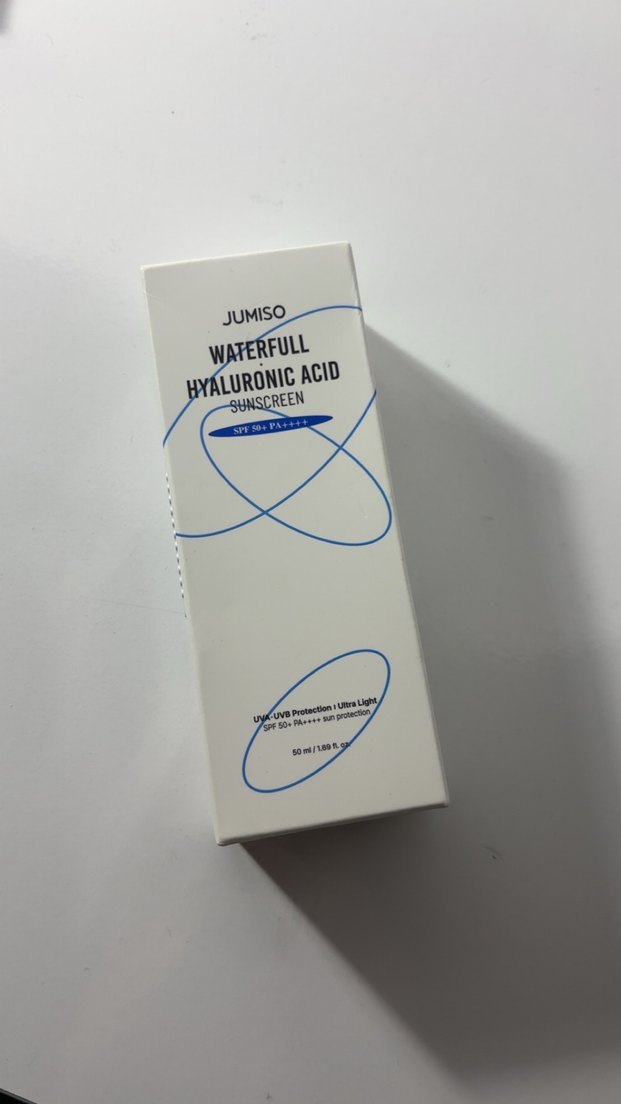 JUMISO
WATERFULL
HYALURONIC ACID
SUNSCREEN
SPF 50+ PA++++
UVA·UVB Protection ı Ultra Light
SPF 50+ PA++++ sun protection
50 ml / 1.69 fl. oz.